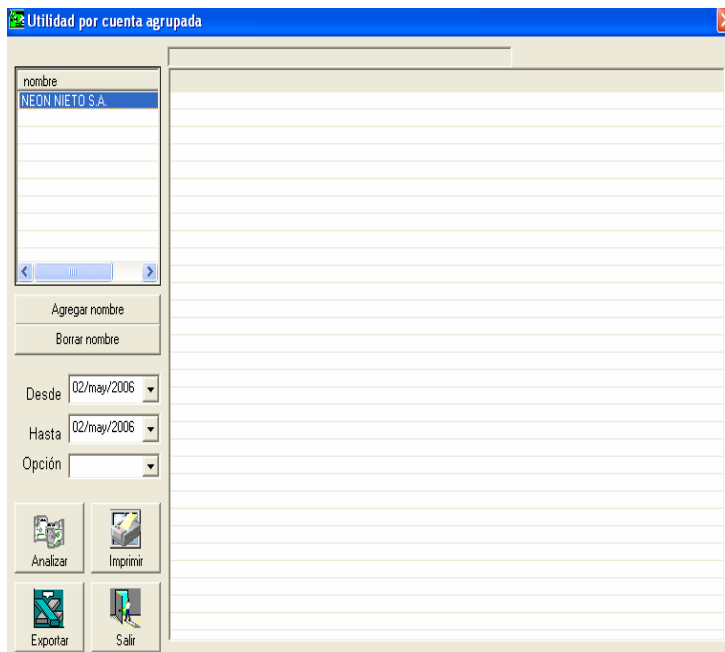 Utilidad por cuenta agrupada
nombre
NEON NIETO S.A.
Agregar nombre
Borrar nombre
Desde 02/may/2006
Hasta 02/may/2006
Opción
Analizar Imprimir
Exportar Salir